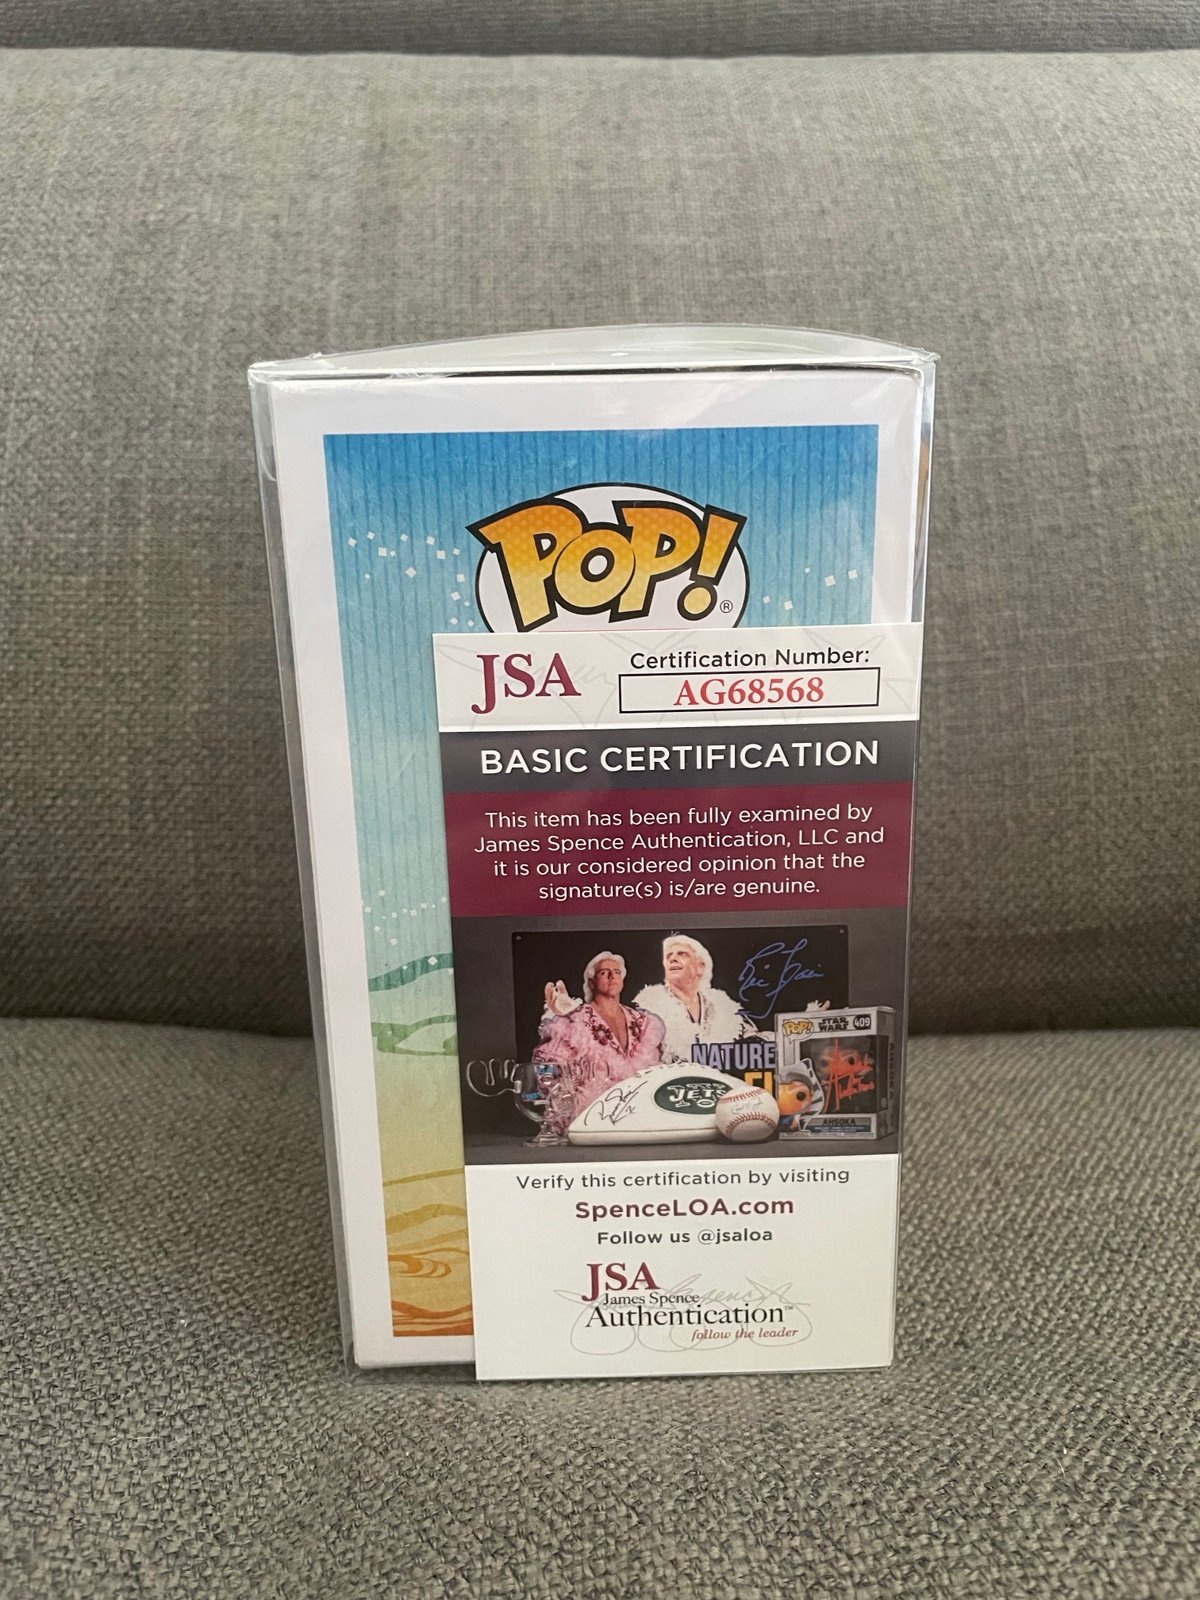 POP!®
JSA
Certification Number:
AG68568
BASIC CERTIFICATION
This item has been fully examined by
James Spence Authentication, LLC and
it is our considered opinion that the
signature(s) is/are genuine.
NATURE
POP! STAR WARS 409
JETS
AHSOKA
Verify this certification by visiting
SpenceLOA.com
Follow us @jsaloa
JSA
James Spence
Authentication™
follow the leader